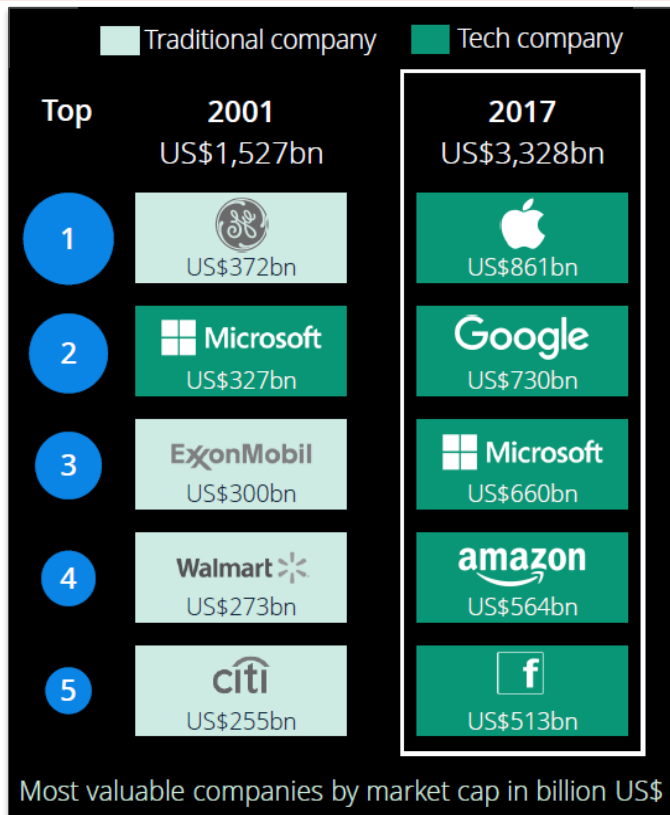 Traditional company
Tech company
Top
2001
2017
US$1,527bn
US$3,328bn
1
GE
US$372bn
US$861bn
2
Microsoft
US$327bn
Google
US$730bn
3
ExxonMobil
US$300bn
Microsoft
US$660bn
4
Walmart
US$273bn
amazon
US$564bn
5
citi
US$255bn
f
US$513bn
Most valuable companies by market cap in billion US$